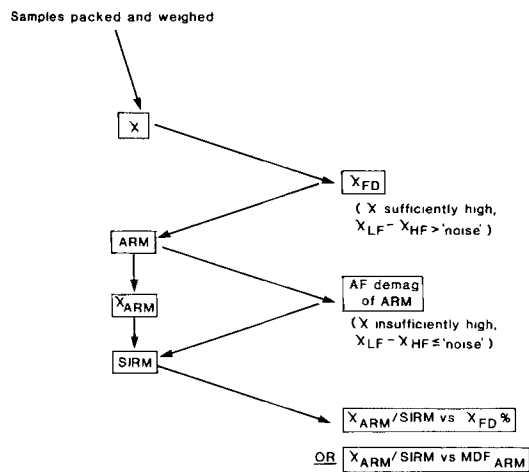 Samples packed and weighed
χ
χFD
( χ sufficiently high,
χLF − χHF > 'noise' )
ARM
χARM
AF demag
of ARM
( χ insufficiently high,
χLF − χHF ≤ 'noise' )
SIRM
χARM/SIRM vs χFD %
OR χARM/SIRM vs MDFARM